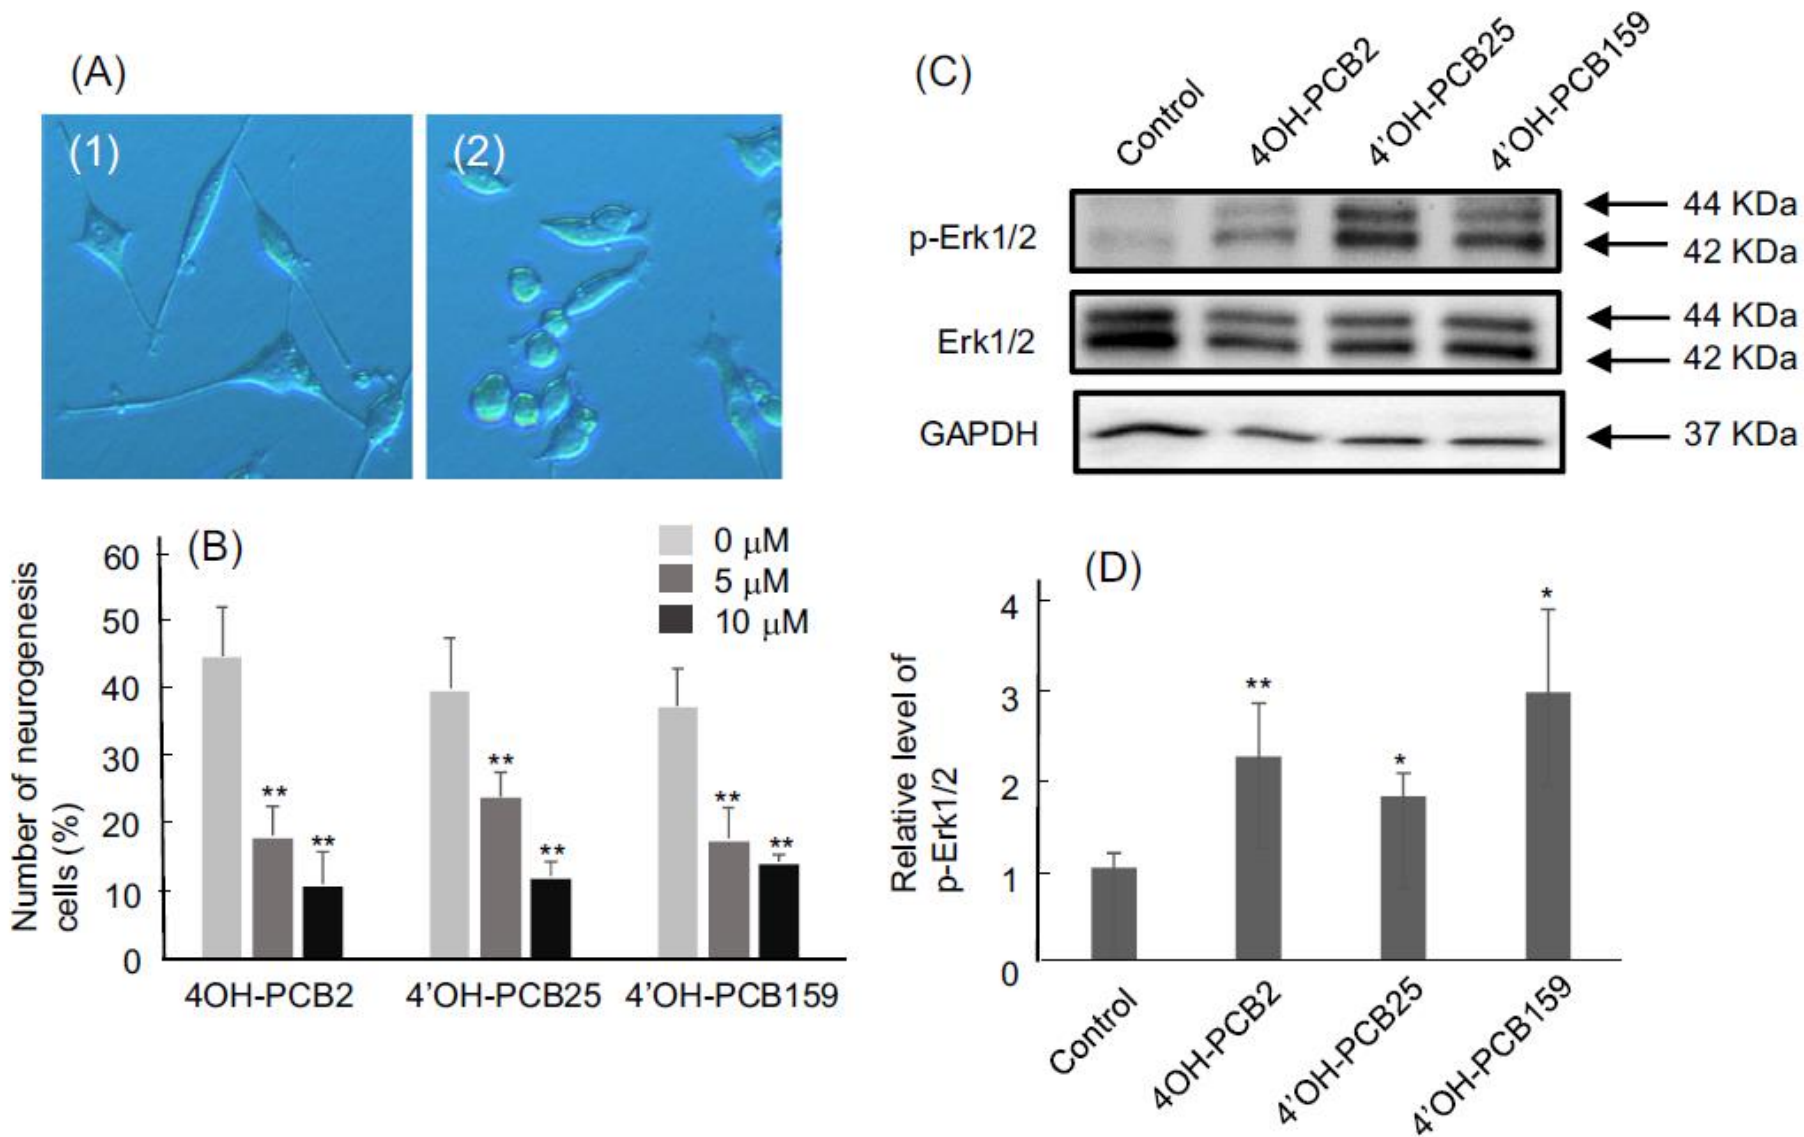 (A)
(1)
(2)
(B)
0 μM
5 μM
10 μM
60
50
40
30
20
10
0
Number of neurogenesis
cells (%)
**
**
**
**
**
**
4OH-PCB2
4’OH-PCB25
4’OH-PCB159
(C)
Control
4OH-PCB2
4’OH-PCB25
4’OH-PCB159
p-Erk1/2
44 KDa
42 KDa
Erk1/2
44 KDa
42 KDa
GAPDH
37 KDa
(D)
4
3
2
1
0
Relative level of
p-Erk1/2
**
*
*
Control
4OH-PCB2
4’OH-PCB25
4’OH-PCB159